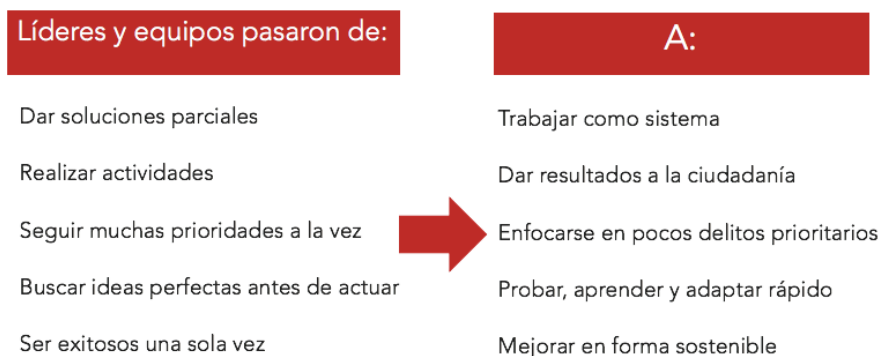 Líderes y equipos pasaron de:
Dar soluciones parciales
Realizar actividades
Seguir muchas prioridades a la vez
Buscar ideas perfectas antes de actuar
Ser exitosos una sola vez
A:
Trabajar como sistema
Dar resultados a la ciudadanía
Enfocarse en pocos delitos prioritarios
Probar, aprender y adaptar rápido
Mejorar en forma sostenible